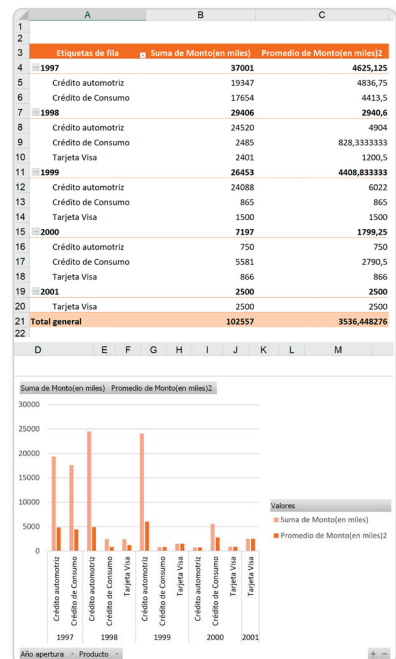 A B C
1
2
3 Etiquetas de fila Suma de Monto(en miles) Promedio de Monto(en miles)2
4 1997 37001 4625,125
5 Crédito automotriz 19347 4836,75
6 Crédito de Consumo 17654 4413,5
7 1998 29406 2940,6
8 Crédito automotriz 24520 4904
9 Crédito de Consumo 2485 828,3333333
10 Tarjeta Visa 2401 1200,5
11 1999 26453 4408,833333
12 Crédito automotriz 24088 6022
13 Crédito de Consumo 865 865
14 Tarjeta Visa 1500 1500
15 2000 7197 1799,25
16 Crédito automotriz 750 750
17 Crédito de Consumo 5581 2790,5
18 Tarjeta Visa 866 866
19 2001 2500 2500
20 Tarjeta Visa 2500 2500
21 Total general 102557 3536,448276
22
D E F G H I J K L M
Suma de Monto(en miles) Promedio de Monto(en miles)2
30000
25000
20000
15000
10000
5000
0
Valores
Suma de Monto(en miles)
Promedio de Monto(en miles)2
Crédito automotriz
Crédito de Consumo
Crédito automotriz
Crédito de Consumo
Tarjeta Visa
Crédito automotriz
Crédito de Consumo
Tarjeta Visa
Crédito automotriz
Crédito de Consumo
Tarjeta Visa
Tarjeta Visa
1997 1998 1999 2000 2001
Año apertura Producto + −